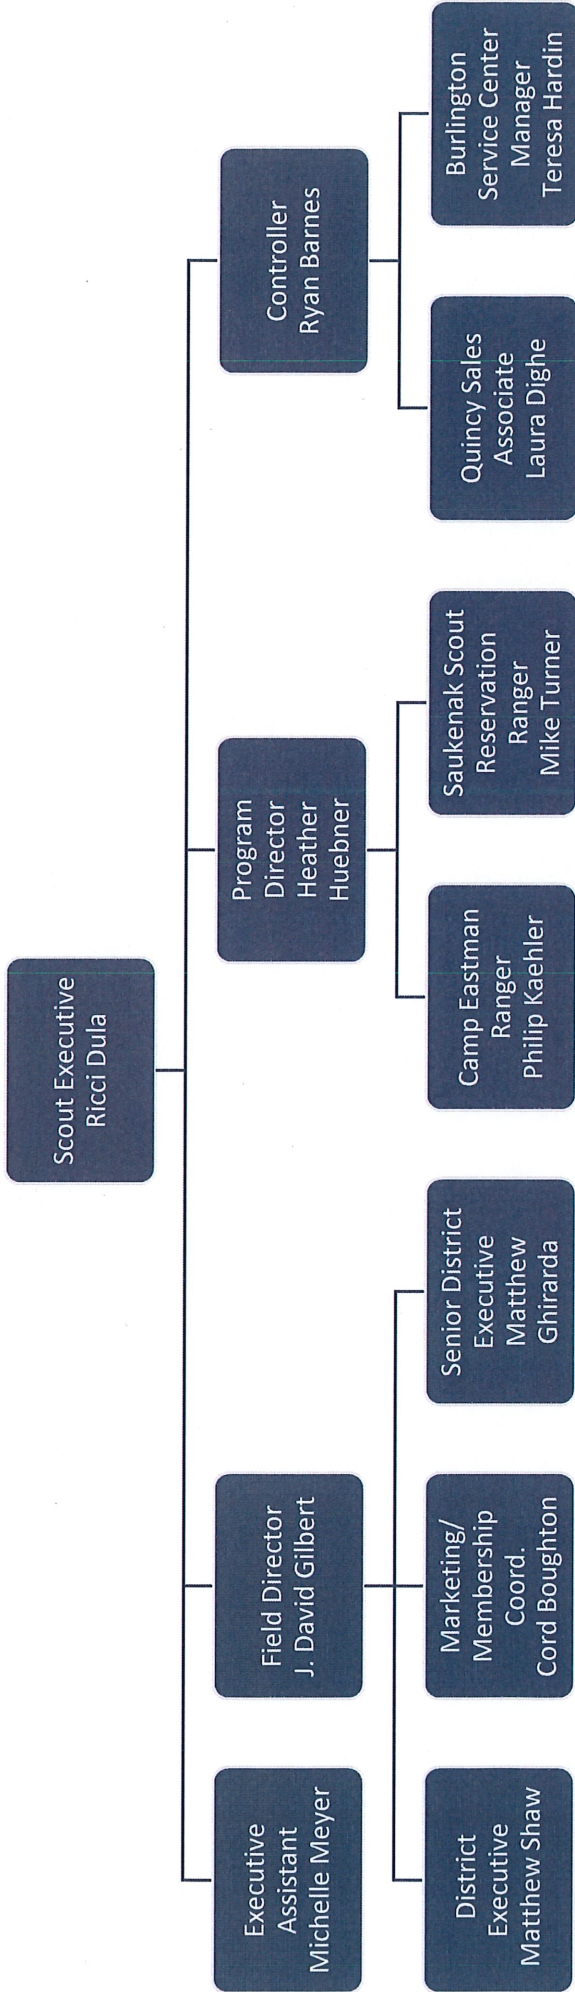 Scout Executive
Ricci Dula
Executive
Assistant
Michelle Meyer
Field Director
J. David Gilbert
Program
Director
Heather
Huebner
Controller
Ryan Barnes
District
Executive
Matthew Shaw
Marketing/
Membership
Coord.
Cord Boughton
Senior District
Executive
Matthew
Ghirarda
Camp Eastman
Ranger
Philip Kaehler
Saukenak Scout
Reservation
Ranger
Mike Turner
Quincy Sales
Associate
Laura Dighe
Burlington
Service Center
Manager
Teresa Hardin